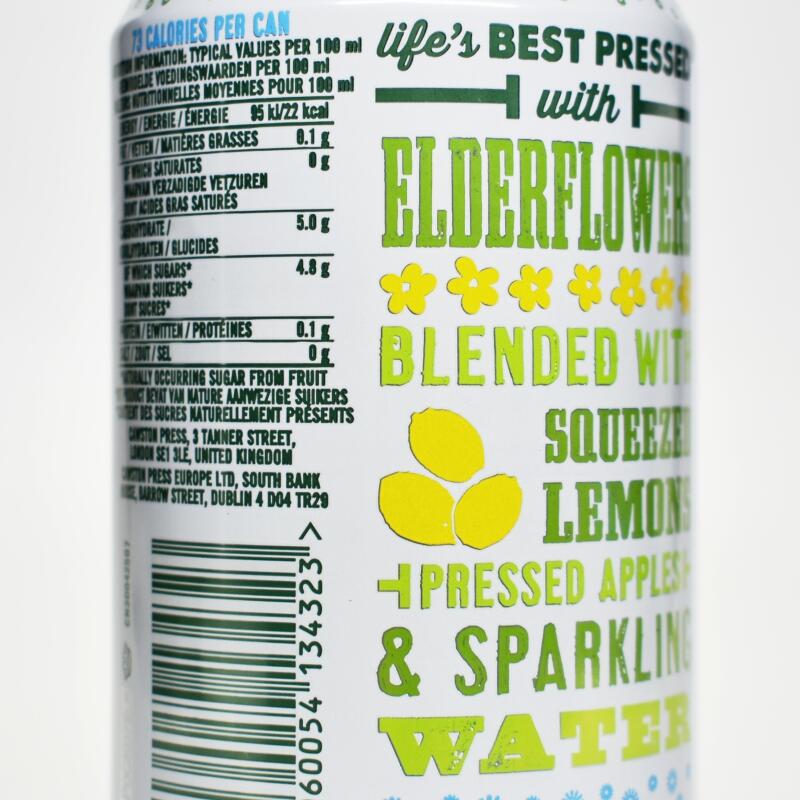 73 CALORIES PER CAN
INFORMATION: TYPICAL VALUES PER 100 ml
VOEDINGSWAARDEN PER 100 ml
NUTRITIONNELLES MOYENNES POUR 100 ml
/ ENERGIE / ÉNERGIE 95 kJ/22 kcal
/ VETTEN / MATIÈRES GRASSES 0.1 g
WHICH SATURATES 0 g
VERZADIGDE VETZUREN
ACIDES GRAS SATURÉS
/ 5.0 g
/ GLUCIDES
WHICH SUGARS* 4.8 g
SUIKERS*
SUCRES*
/ EIWITTEN / PROTÉINES 0.1 g
/ ZOUT / SEL 0 g
OCCURRING SUGAR FROM FRUIT
BEVAT VAN NATURE AANWEZIGE SUIKERS
DES SUCRES NATURELLEMENT PRÉSENTS
CAWSTON PRESS, 3 TANNER STREET,
LONDON SE1 3LE, UNITED KINGDOM
PRESS EUROPE LTD, SOUTH BANK
BARROW STREET, DUBLIN 4 D04 TR29
60054 134323 >
life's BEST PRESSED
with
ELDERFLOWERS
BLENDED WITH
SQUEEZED
LEMONS
PRESSED APPLES
& SPARKLING
WATER